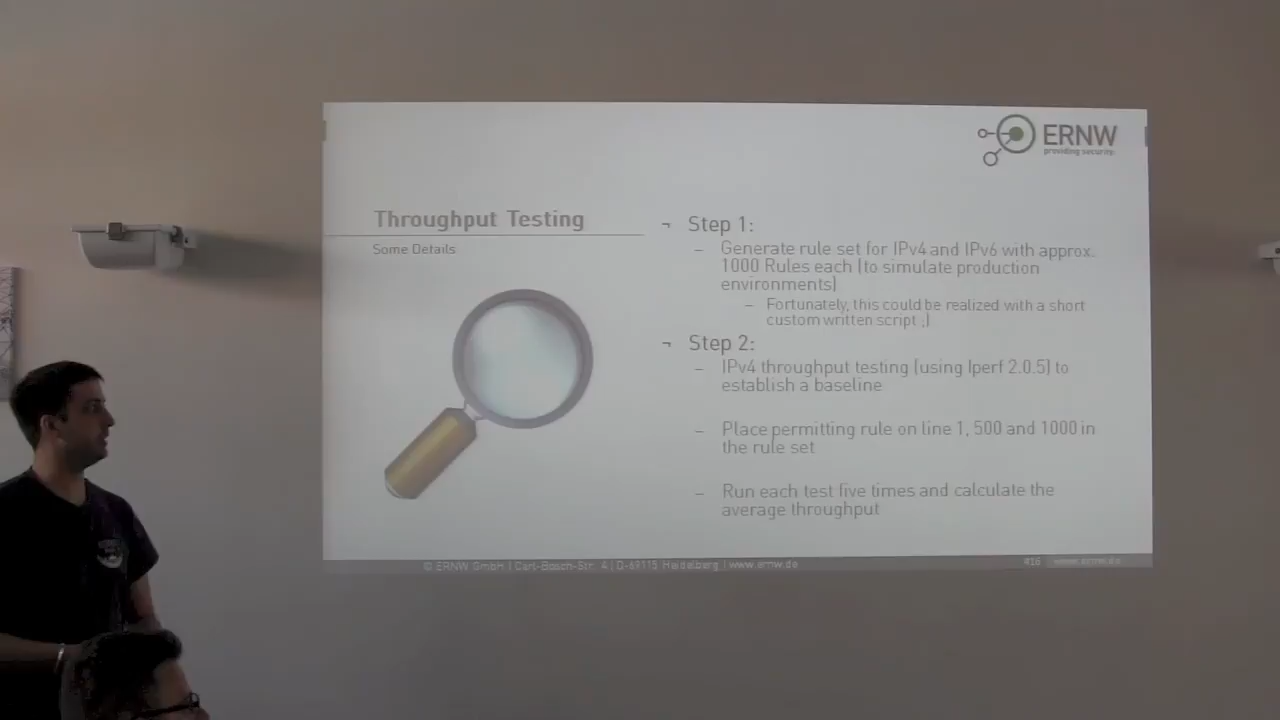 ERNW
providing security.
Throughput Testing
Some Details
¬ Step 1:
– Generate rule set for IPv4 and IPv6 with approx.
1000 Rules each (to simulate production
environments)
– Fortunately, this could be realized with a short
custom written script ;)
¬ Step 2:
– IPv4 throughput testing (using Iperf 2.0.5) to
establish a baseline
– Place permitting rule on line 1, 500 and 1000 in
the rule set
– Run each test five times and calculate the
average throughput
© ERNW GmbH | Carl-Bosch-Str. 4 | D-69115 Heidelberg | www.ernw.de
#16 www.ernw.de